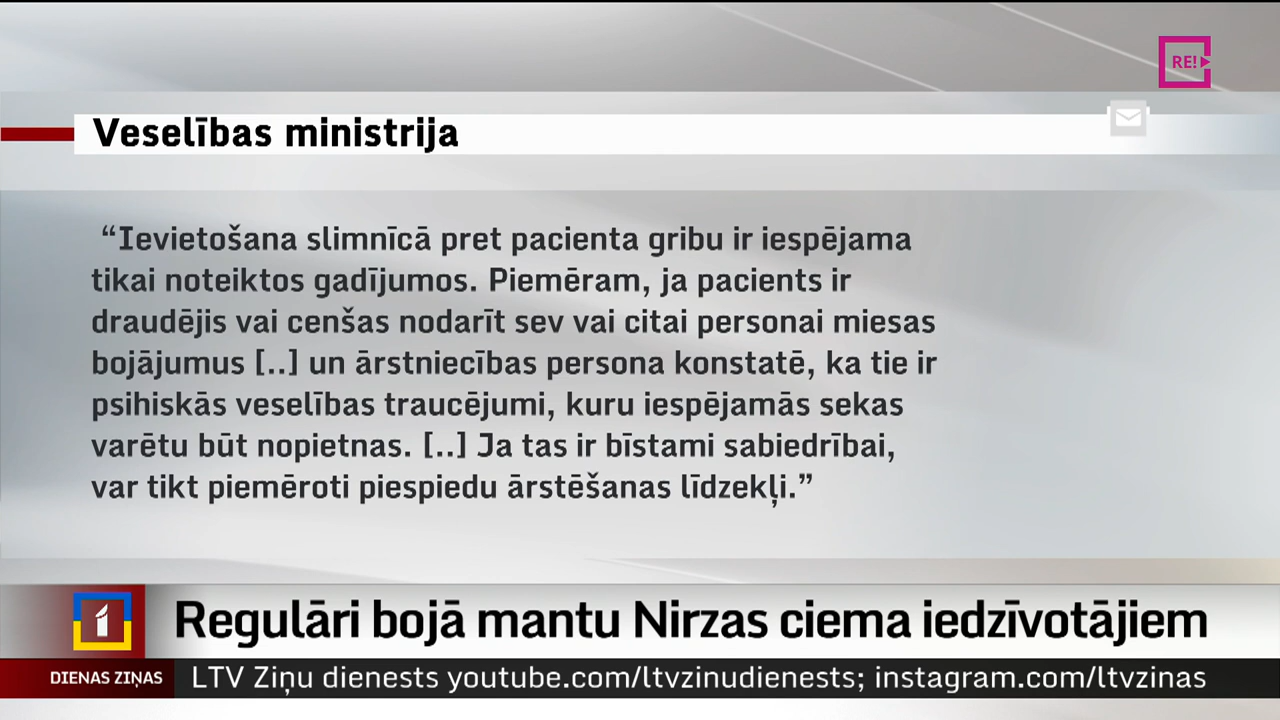 RE!
Veselības ministrija
“Ievietošana slimnīcā pret pacienta gribu ir iespējama
tikai noteiktos gadījumos. Piemēram, ja pacients ir
draudējis vai cenšas nodarīt sev vai citai personai miesas
bojājumus [..] un ārstniecības persona konstatē, ka tie ir
psihiskās veselības traucējumi, kuru iespējamās sekas
varētu būt nopietnas. [..] Ja tas ir bīstami sabiedrībai,
var tikt piemēroti piespiedu ārstēšanas līdzekļi.”
1
Regulāri bojā mantu Nirzas ciema iedzīvotājiem
DIENAS ZIŅAS
LTV Ziņu dienests youtube.com/ltvzinudienests; instagram.com/ltvzinas